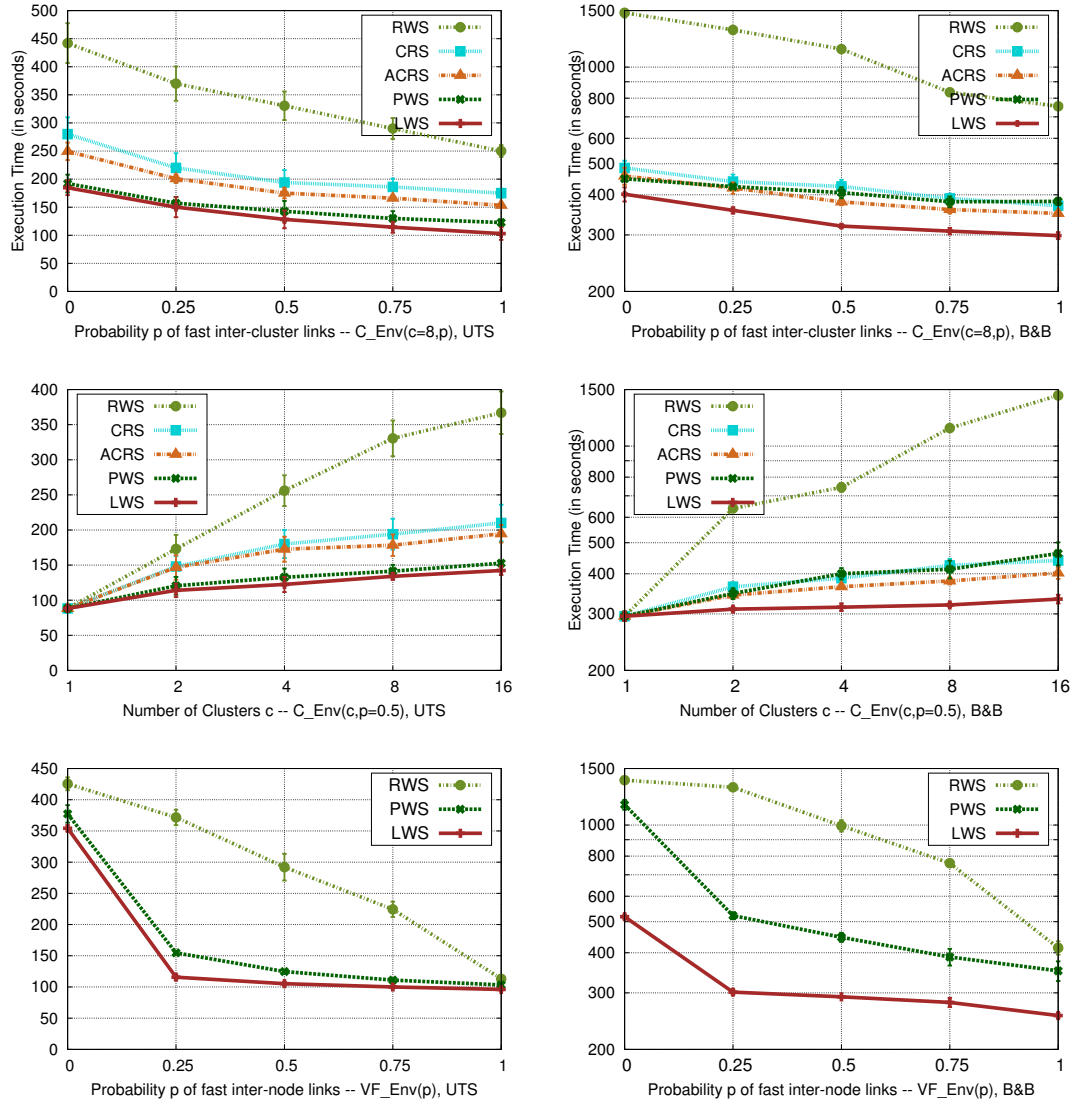 Execution Time (in seconds)
500
450
400
350
300
250
200
150
100
50
0
RWS
CRS
ACRS
PWS
LWS
0 0.25 0.5 0.75 1
Probability p of fast inter-cluster links -- C_Env(c=8,p), UTS
Execution Time (in seconds)
1500
1000
800
600
500
400
300
200
RWS
CRS
ACRS
PWS
LWS
0 0.25 0.5 0.75 1
Probability p of fast inter-cluster links -- C_Env(c=8,p), B&B
400
350
300
250
200
150
100
50
0
RWS
CRS
ACRS
PWS
LWS
1 2 4 8 16
Number of Clusters c -- C_Env(c,p=0.5), UTS
Execution Time (in seconds)
1500
1000
800
600
500
400
300
200
RWS
CRS
ACRS
PWS
LWS
1 2 4 8 16
Number of Clusters c -- C_Env(c,p=0.5), B&B
450
400
350
300
250
200
150
100
50
0
RWS
PWS
LWS
0 0.25 0.5 0.75 1
Probability p of fast inter-node links -- VF_Env(p), UTS
1500
1000
800
600
500
400
300
200
RWS
PWS
LWS
0 0.25 0.5 0.75 1
Probability p of fast inter-node links -- VF_Env(p), B&B